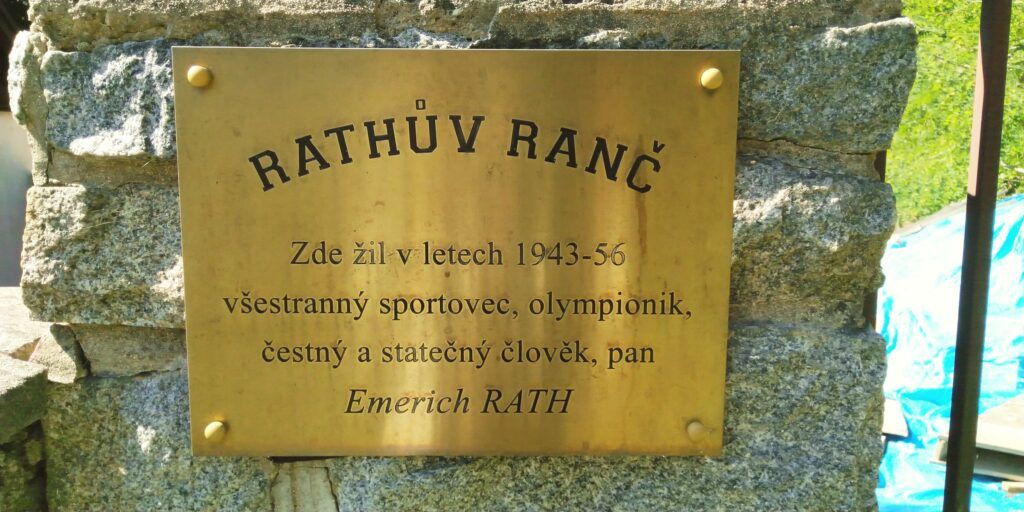 RATHŮV RANČ
Zde žil v letech 1943-56
všestranný sportovec, olympionik,
čestný a statečný člověk, pan
Emerich RATH